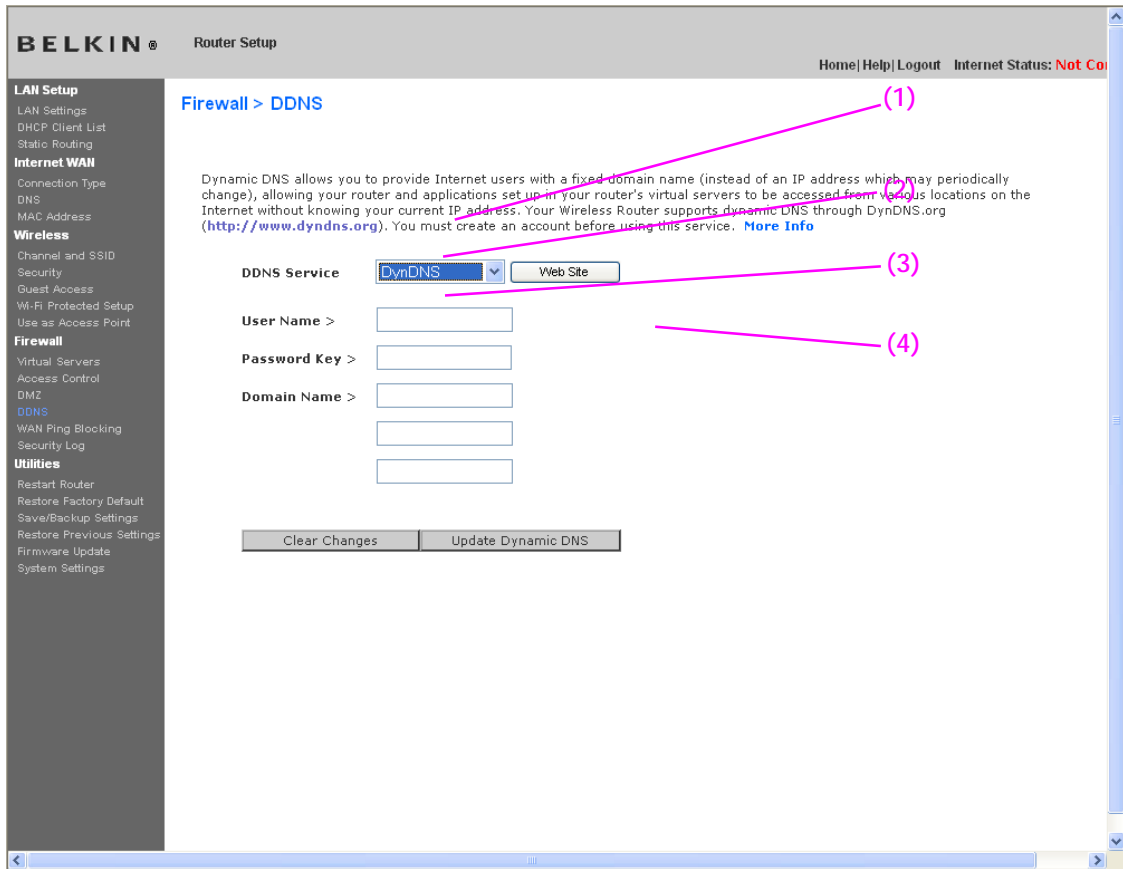 BELKIN®
Router Setup
Home| Help| Logout Internet Status: Not Co
LAN Setup
LAN Settings
DHCP Client List
Static Routing
Internet WAN
Connection Type
DNS
MAC Address
Wireless
Channel and SSID
Security
Guest Access
Wi-Fi Protected Setup
Use as Access Point
Firewall
Virtual Servers
Access Control
DMZ
DDNS
WAN Ping Blocking
Security Log
Utilities
Restart Router
Restore Factory Default
Save/Backup Settings
Restore Previous Settings
Firmware Update
System Settings
Firewall > DDNS
(1)
Dynamic DNS allows you to provide Internet users with a fixed domain name (instead of an IP address which may periodically
change), allowing your router and applications set up in your router's virtual servers to be accessed from various locations on the
(2)
Internet without knowing your current IP address. Your Wireless Router supports dynamic DNS through DynDNS.org
(http://www.dyndns.org). You must create an account before using this service. More Info
DDNS Service DynDNS Web Site
(3)
User Name >
(4)
Password Key >
Domain Name >
Clear Changes Update Dynamic DNS